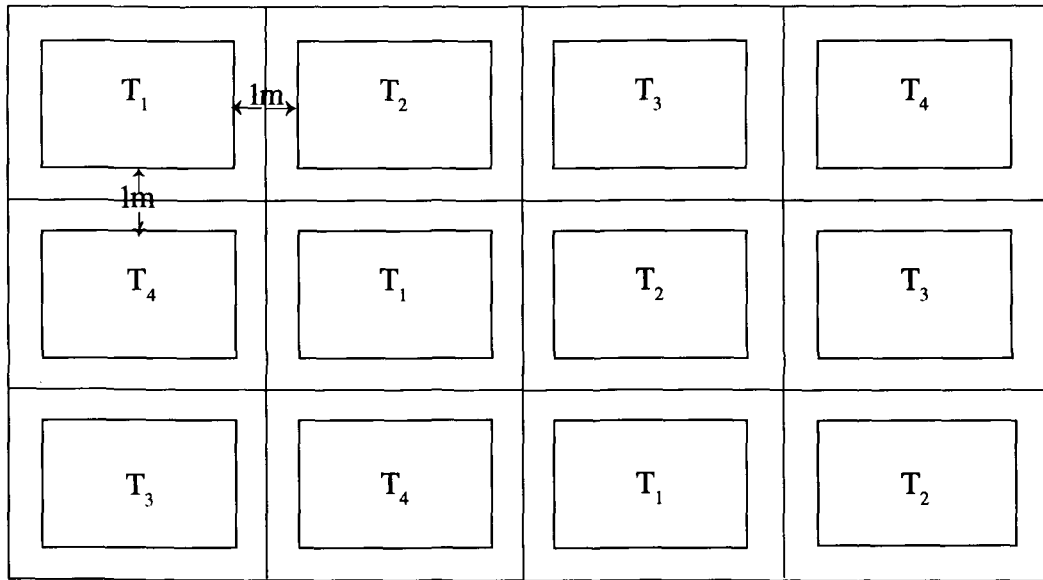 T₁ 1m T₂ T₃ T₄
1m
T₄ T₁ T₂ T₃
T₃ T₄ T₁ T₂